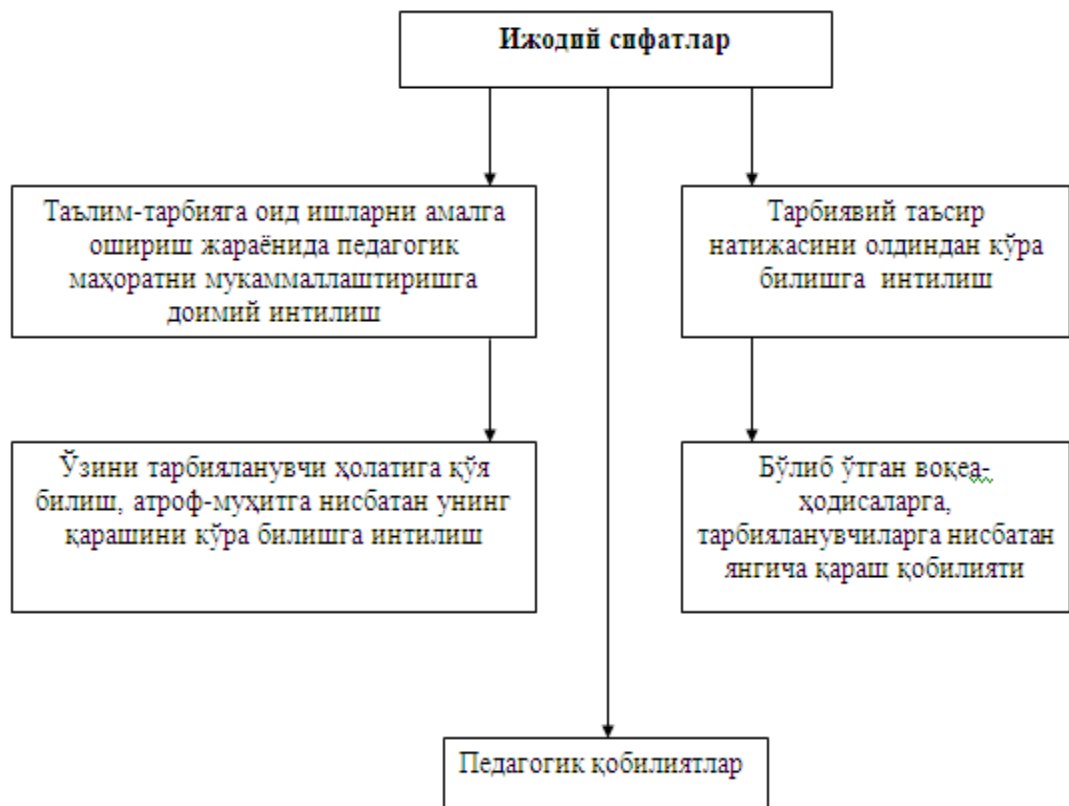 Ижодий сифатлар
Таълим-тарбияга оид ишларни амалга
ошириш жараёнида педагогик
маҳоратни мукаммаллаштиришга
доимий интилиш
Тарбиявий таъсир
натижасини олдиндан кўра
билишга интилиш
Ўзини тарбияланувчи ҳолатига қўя
билиш, атроф-муҳитга нисбатан унинг
қарашини кўра билишга интилиш
Бўлиб ўтган воқеа-
ҳодисаларга,
тарбияланувчиларга нисбатан
янгича қараш қобилияти
Педагогик қобилиятлар